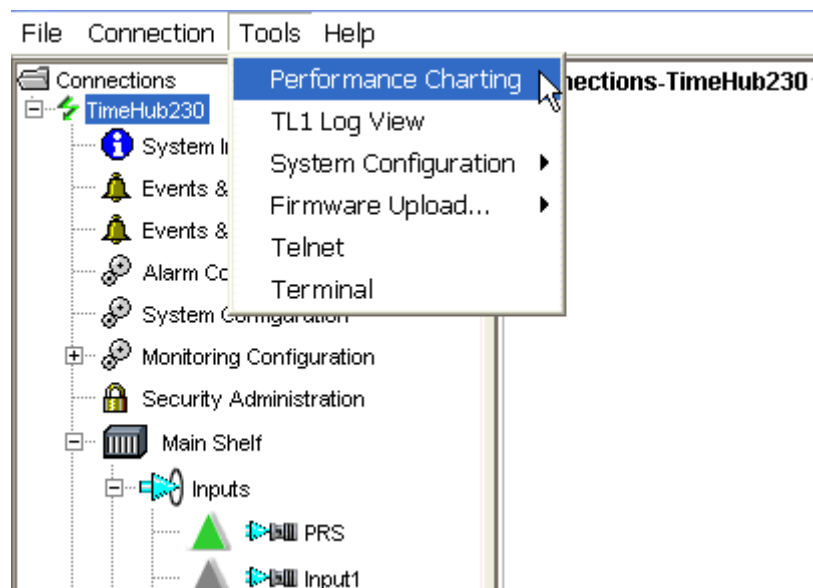 File Connection Tools Help
Connections
TimeHub230
System I
Events &
Events &
Alarm Co
System Configuration
Monitoring Configuration
Security Administration
Main Shelf
Inputs
PRS
Input1
Performance Charting
TL1 Log View
System Configuration
Firmware Upload...
Telnet
Terminal
nections-TimeHub230